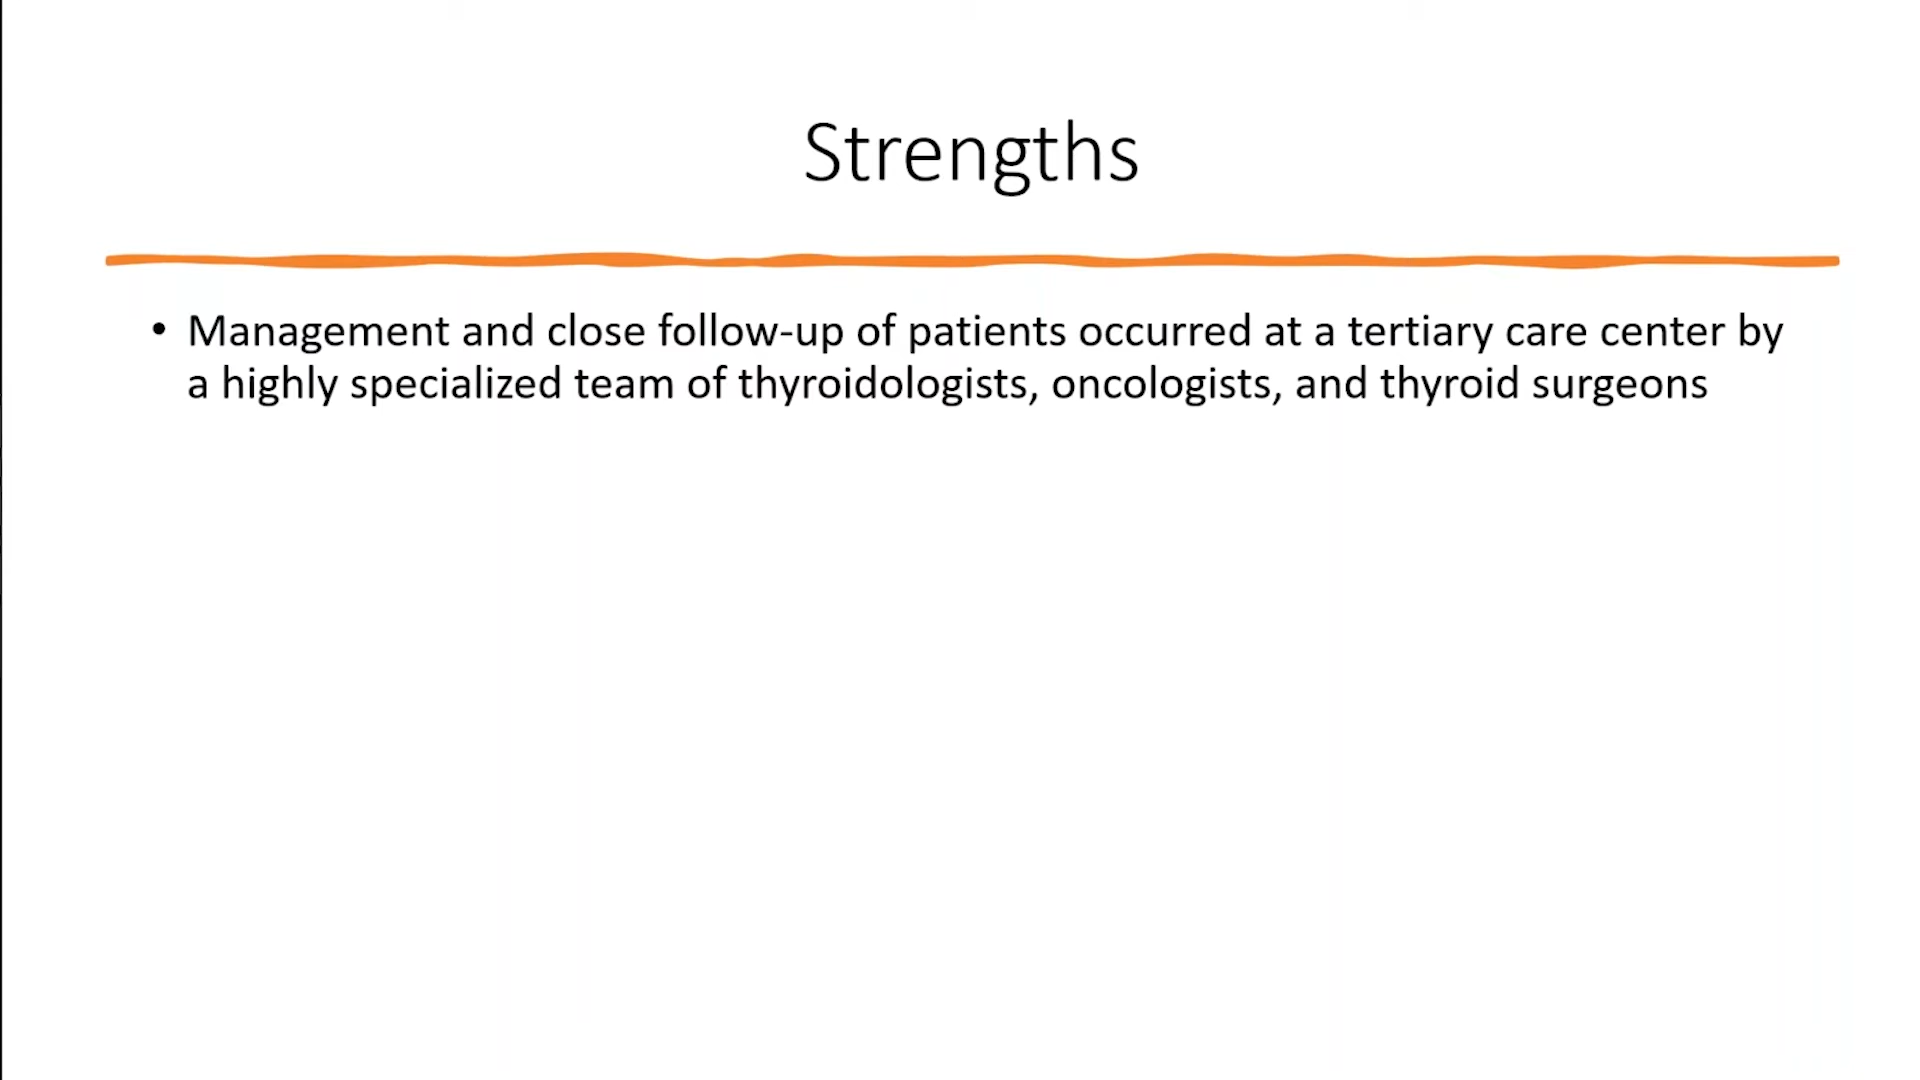 Strengths
• Management and close follow-up of patients occurred at a tertiary care center by
a highly specialized team of thyroidologists, oncologists, and thyroid surgeons